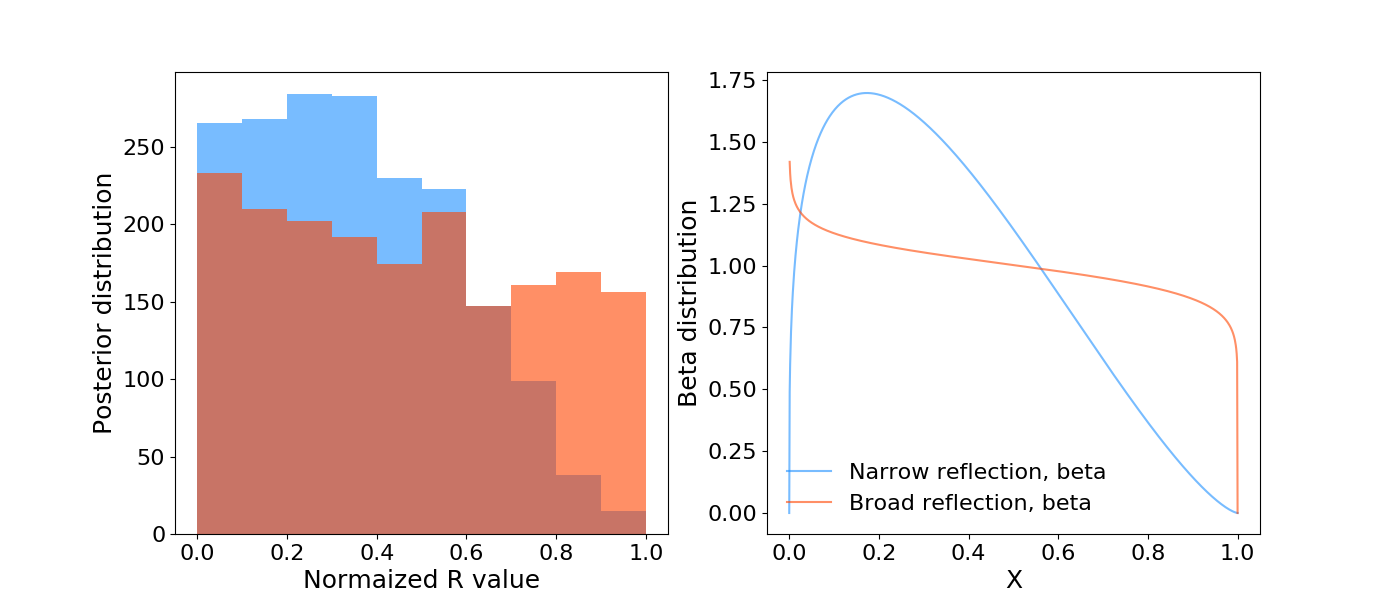 Posterior distribution
250
200
150
100
50
0
0.0 0.2 0.4 0.6 0.8 1.0
Normaized R value
Beta distribution
1.75
1.50
1.25
1.00
0.75
0.50
0.25
0.00
Narrow reflection, beta
Broad reflection, beta
0.0 0.2 0.4 0.6 0.8 1.0
X